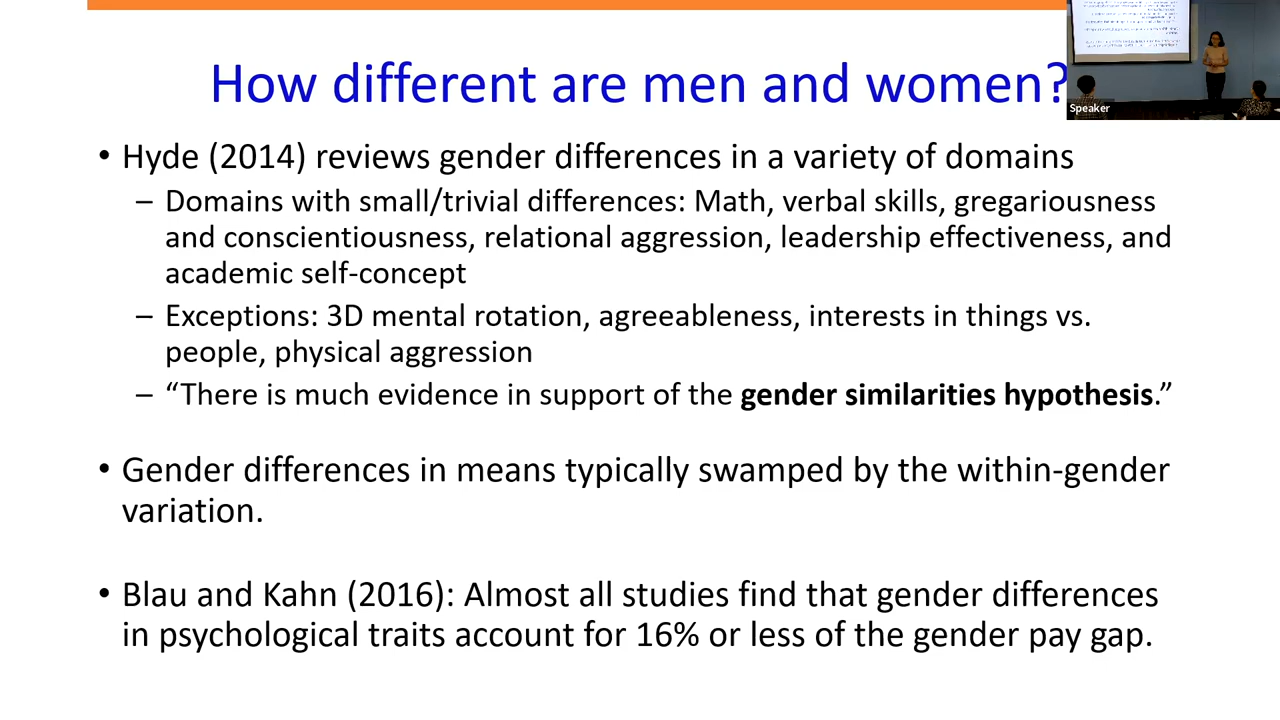 How different are men and women?
Speaker
• Hyde (2014) reviews gender differences in a variety of domains
– Domains with small/trivial differences: Math, verbal skills, gregariousness
and conscientiousness, relational aggression, leadership effectiveness, and
academic self-concept
– Exceptions: 3D mental rotation, agreeableness, interests in things vs.
people, physical aggression
– “There is much evidence in support of the gender similarities hypothesis.”
• Gender differences in means typically swamped by the within-gender
variation.
• Blau and Kahn (2016): Almost all studies find that gender differences
in psychological traits account for 16% or less of the gender pay gap.